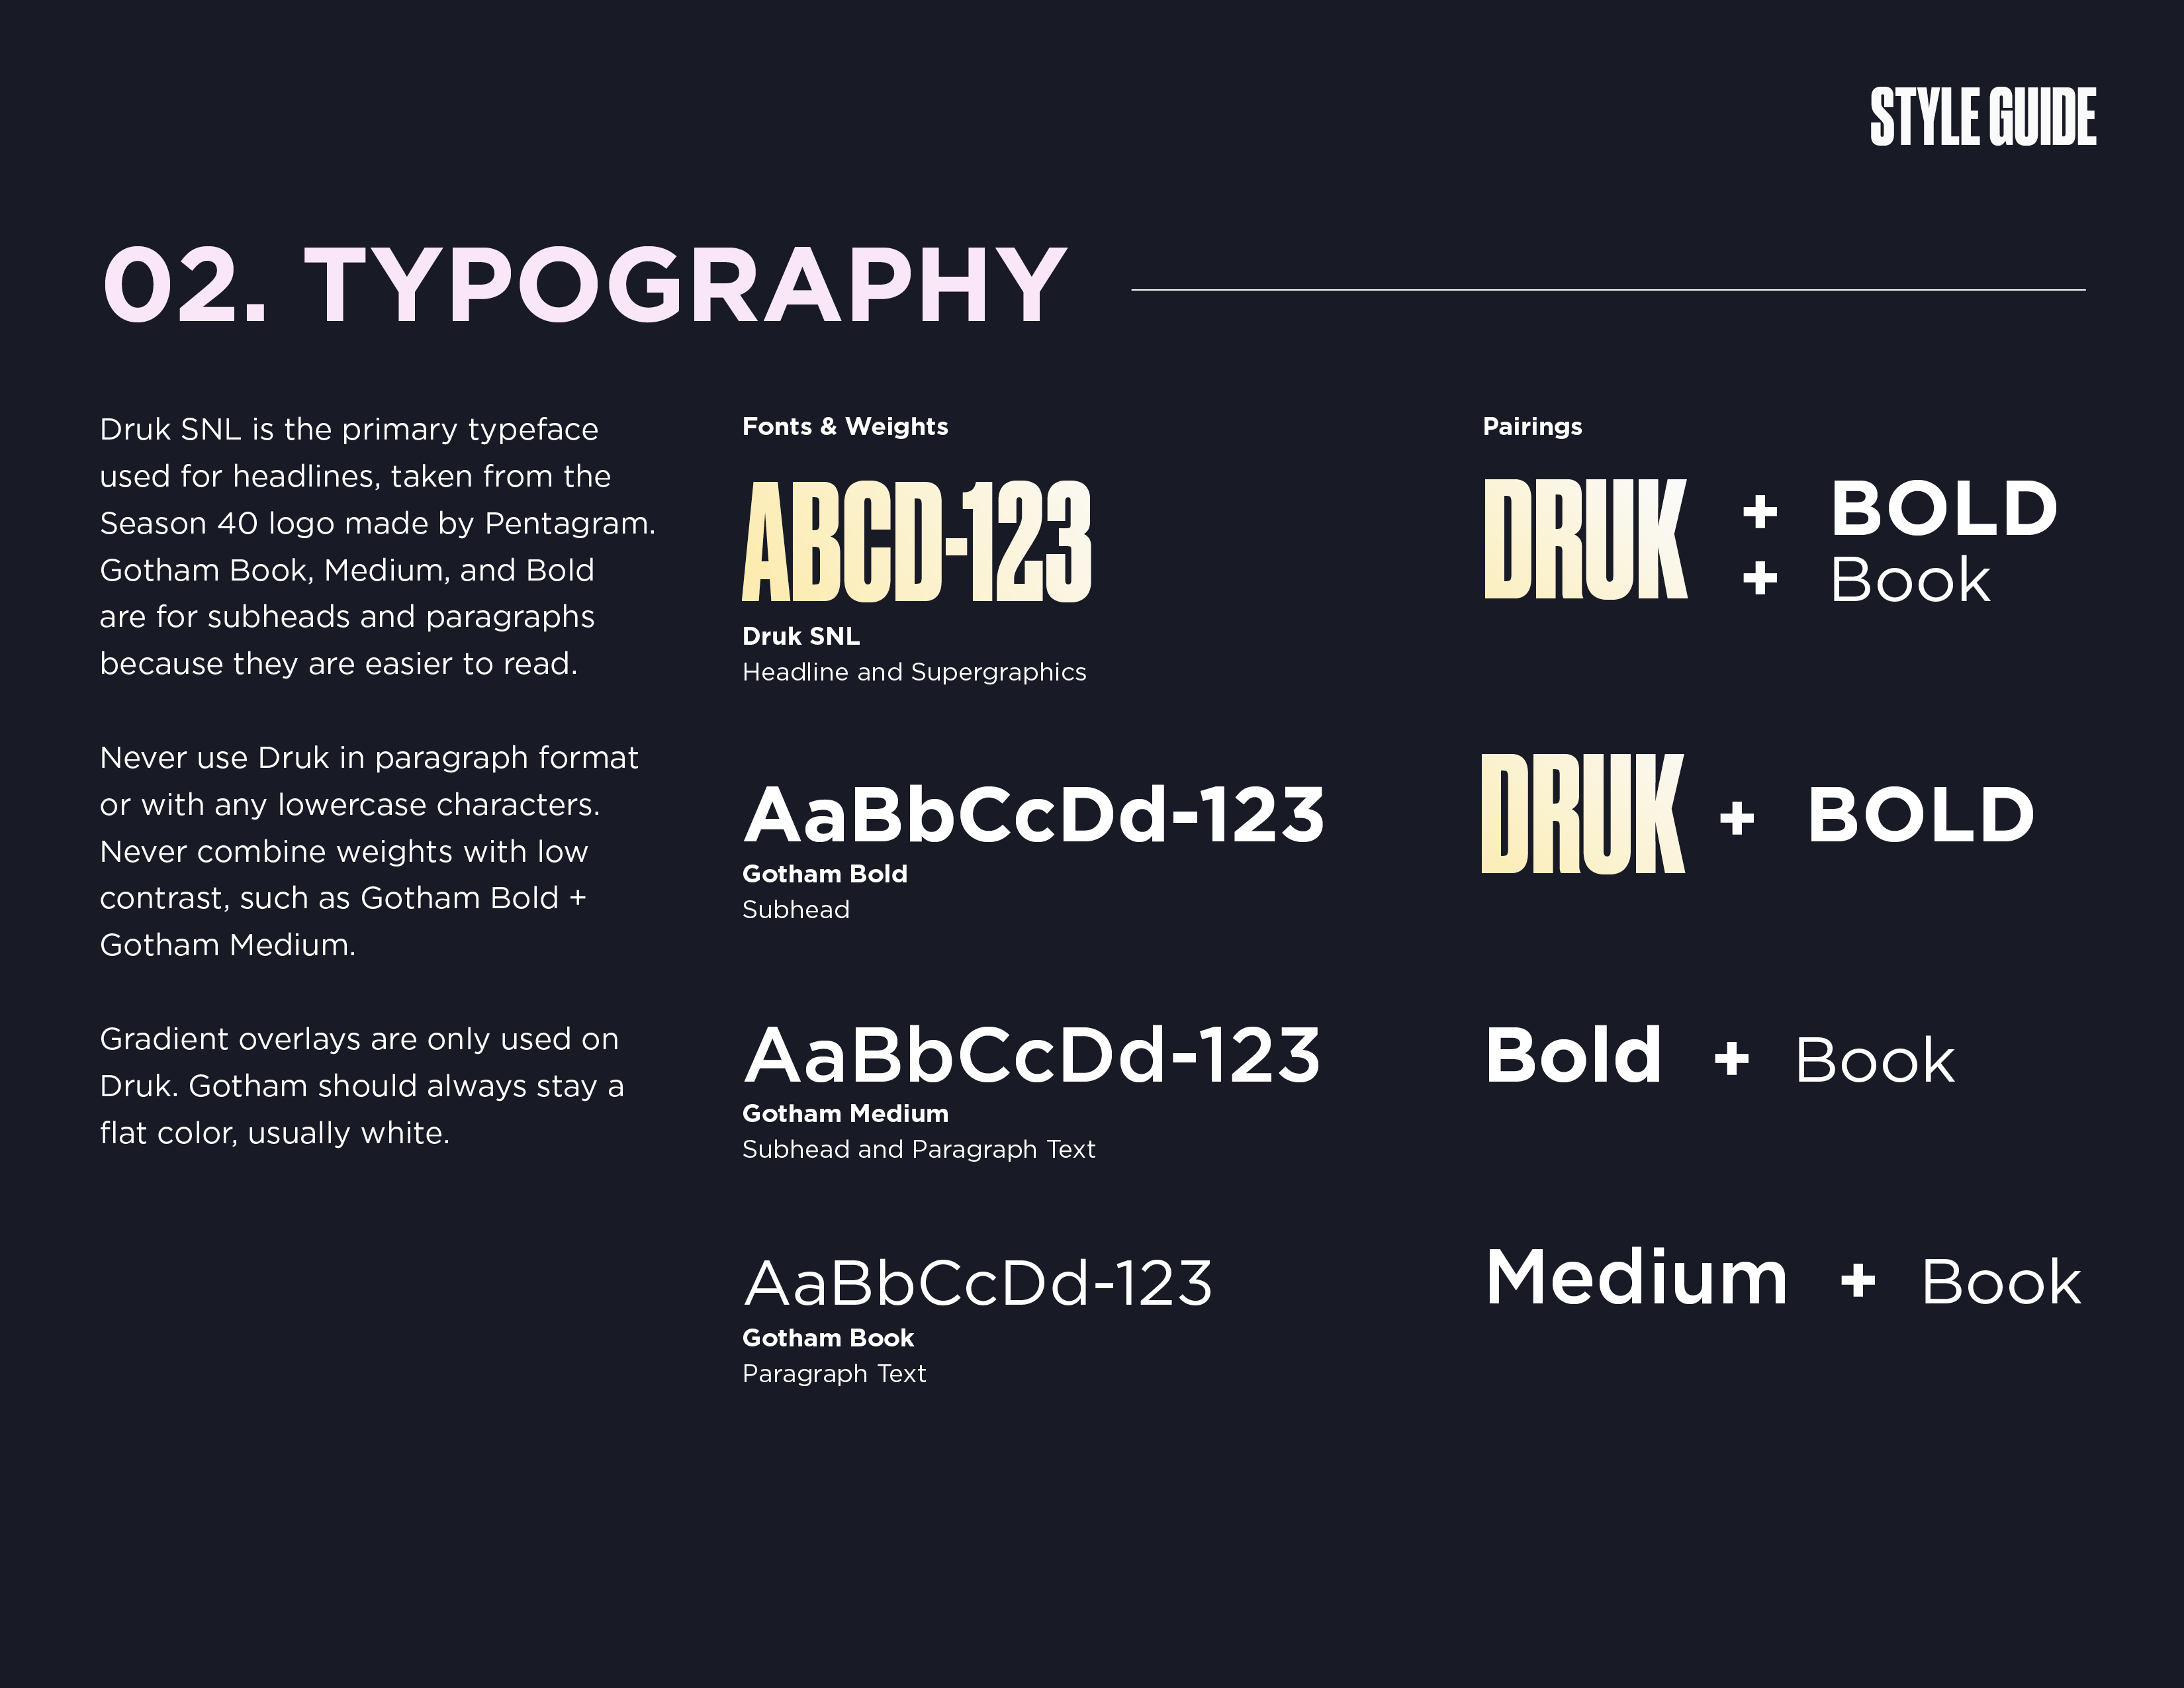 STYLE GUIDE
02. TYPOGRAPHY
Druk SNL is the primary typeface
used for headlines, taken from the
Season 40 logo made by Pentagram.
Gotham Book, Medium, and Bold
are for subheads and paragraphs
because they are easier to read.
Never use Druk in paragraph format
or with any lowercase characters.
Never combine weights with low
contrast, such as Gotham Bold +
Gotham Medium.
Gradient overlays are only used on
Druk. Gotham should always stay a
flat color, usually white.
Fonts & Weights
ABCD-123
Druk SNL
Headline and Supergraphics
AaBbCcDd-123
Gotham Bold
Subhead
AaBbCcDd-123
Gotham Medium
Subhead and Paragraph Text
AaBbCcDd-123
Gotham Book
Paragraph Text
Pairings
DRUK + BOLD
+ Book
DRUK + BOLD
Bold + Book
Medium + Book